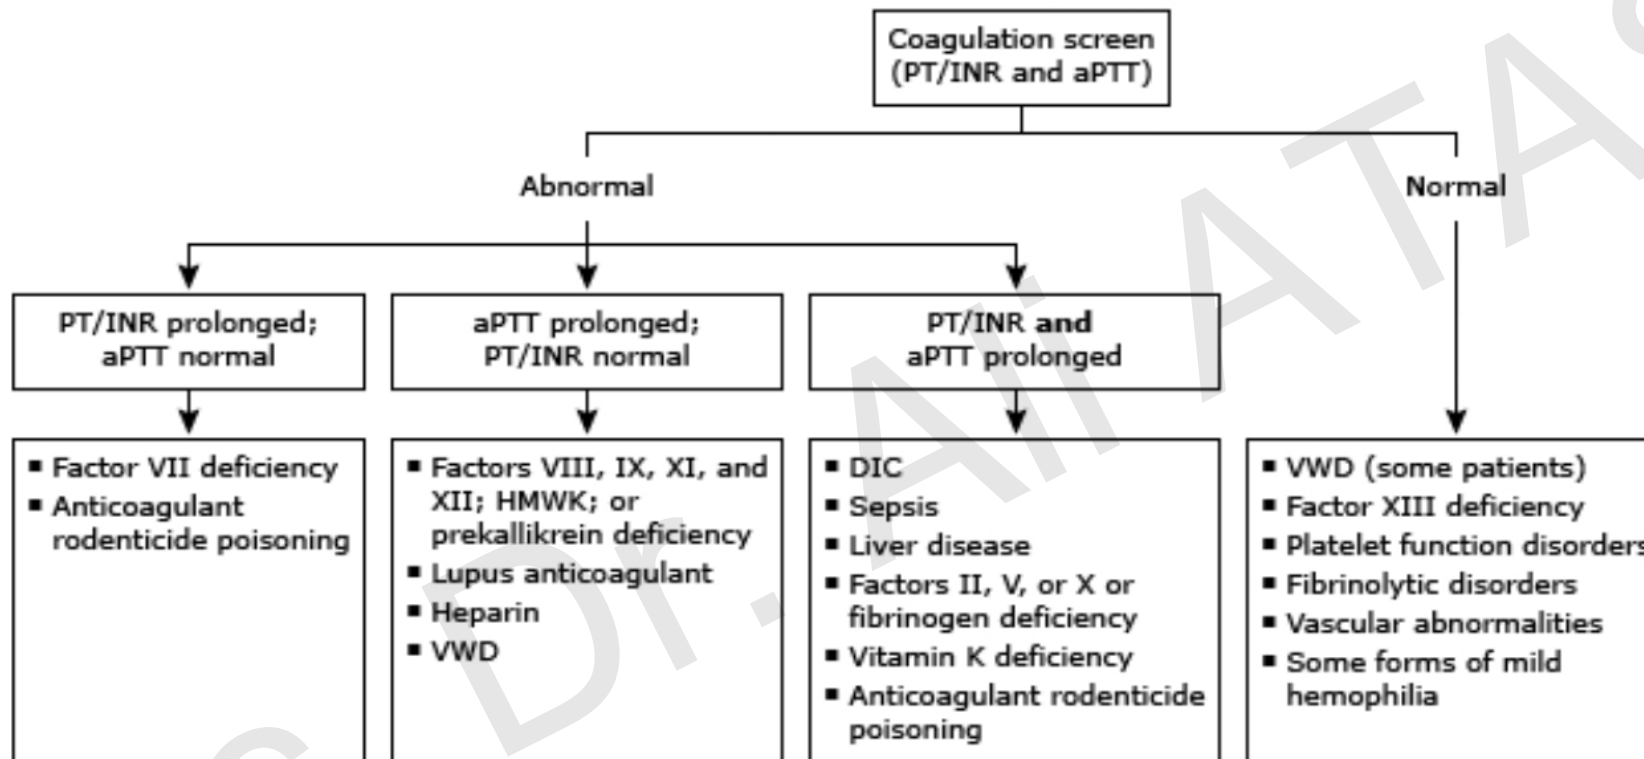 Coagulation screen
(PT/INR and aPTT)
Abnormal
Normal
PT/INR prolonged;
aPTT normal
aPTT prolonged;
PT/INR normal
PT/INR and
aPTT prolonged
▪ Factor VII deficiency
▪ Anticoagulant
rodenticide poisoning
▪ Factors VIII, IX, XI, and
XII; HMWK; or
prekallikrein deficiency
▪ Lupus anticoagulant
▪ Heparin
▪ VWD
▪ DIC
▪ Sepsis
▪ Liver disease
▪ Factors II, V, or X or
fibrinogen deficiency
▪ Vitamin K deficiency
▪ Anticoagulant rodenticide
poisoning
▪ VWD (some patients)
▪ Factor XIII deficiency
▪ Platelet function disorders
▪ Fibrinolytic disorders
▪ Vascular abnormalities
▪ Some forms of mild
hemophilia
Dr. Ali ATAS